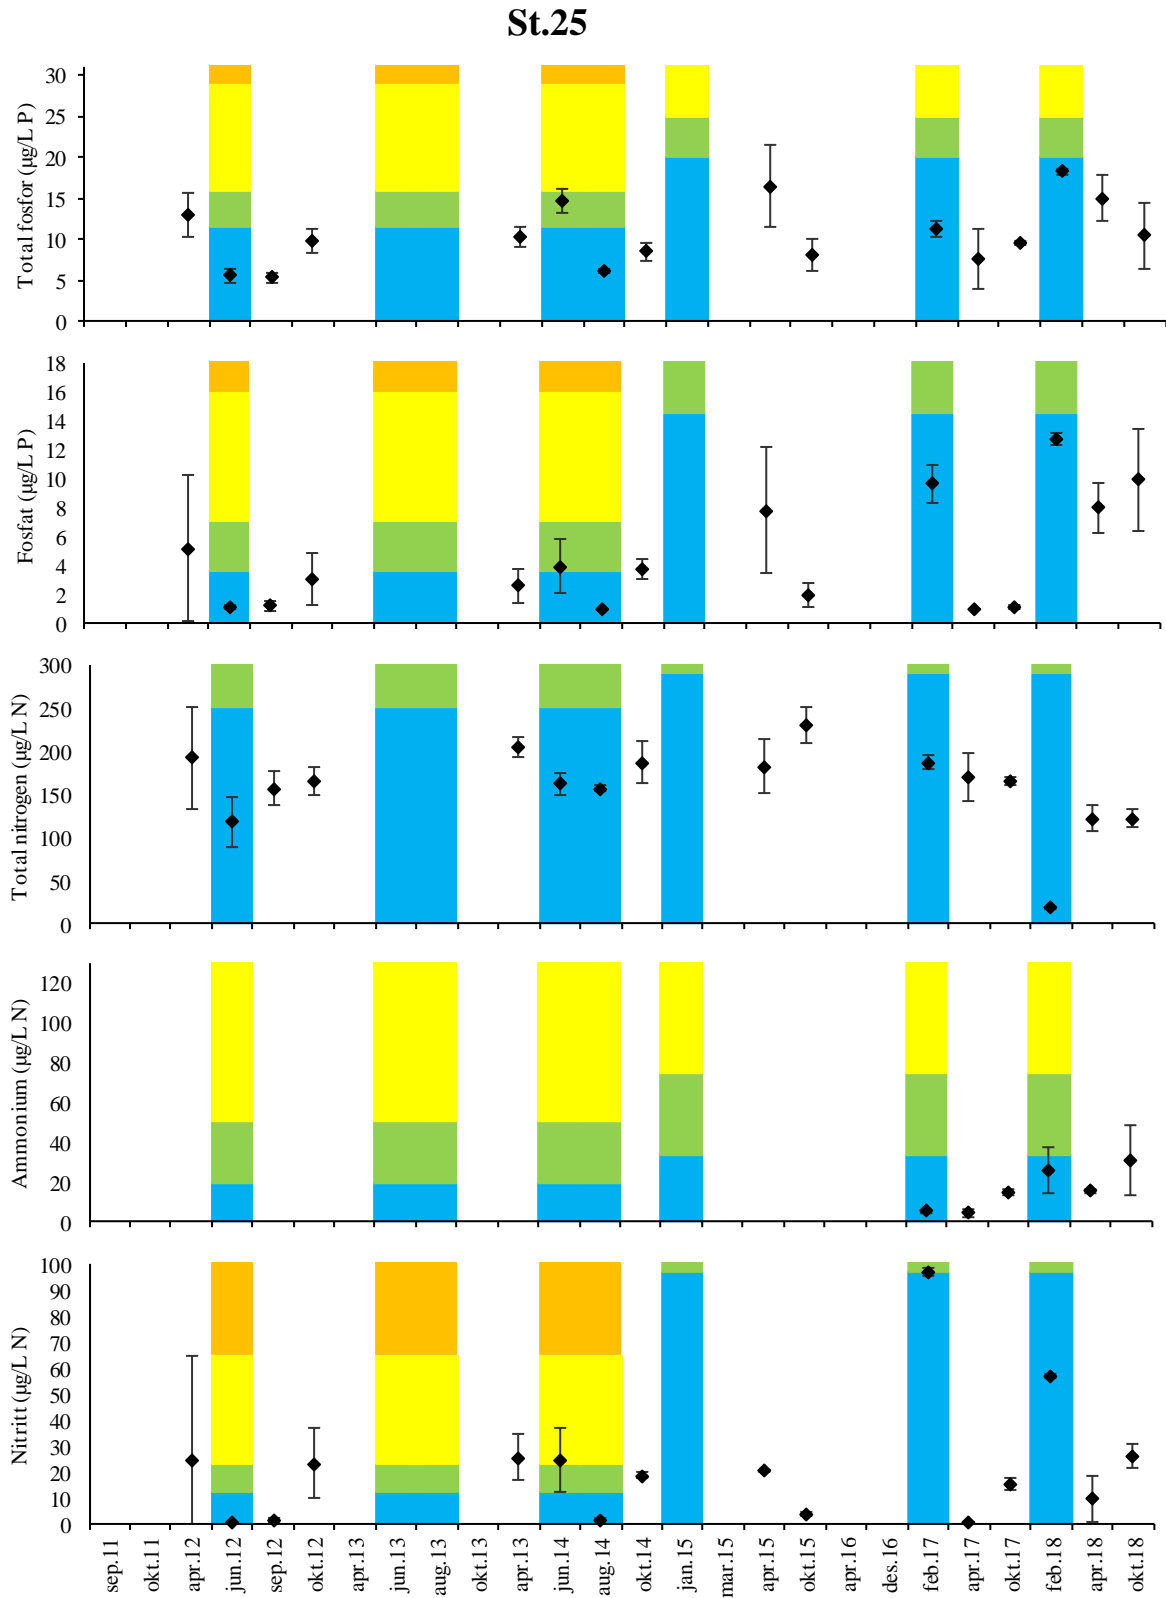 St.25
Total fosfor (µg/L P)
30
25
20
15
10
5
0
Fosfat (µg/L P)
18
16
14
12
10
8
6
4
2
0
Total nitrogen (µg/L N)
300
250
200
150
100
50
0
Ammonium (µg/L N)
120
100
80
60
40
20
0
Nitritt (µg/L N)
100
90
80
70
60
50
40
30
20
10
0
sep.11
okt.11
apr.12
jun.12
sep.12
okt.12
apr.13
jun.13
aug.13
okt.13
apr.13
jun.14
aug.14
okt.14
jan.15
mar.15
apr.15
okt.15
apr.16
des.16
feb.17
apr.17
okt.17
feb.18
apr.18
okt.18